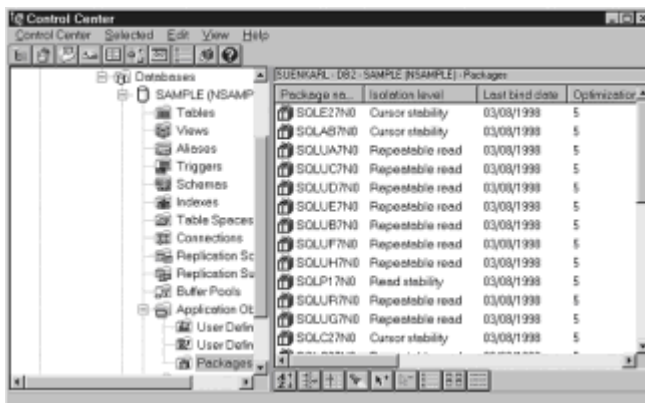 Control Center
Control Center Selected Edit View Help
Databases
SAMPLE (NSAMP
Tables
Views
Aliases
Triggers
Schemas
Indexes
Table Spaces
Connections
Replication Sc
Replication Su
Buffer Pools
Application Ob
User Defin
User Defin
Packages
SUENKARL - DB2 - SAMPLE (NSAMPLE) - Packages
Package na... Isolation level Last bind date Optimization
SQLE27N0 Cursor stability 03/08/1998 5
SQLAB7N0 Cursor stability 03/08/1998 5
SQLUA7N0 Repeatable read 03/08/1998 5
SQLUC7N0 Repeatable read 03/08/1998 5
SQLUD7N0 Repeatable read 03/08/1998 5
SQLUE7N0 Repeatable read 03/08/1998 5
SQLUB7N0 Repeatable read 03/08/1998 5
SQLUF7N0 Repeatable read 03/08/1998 5
SQLUH7N0 Repeatable read 03/08/1998 5
SQLP17N0 Read stability 03/08/1998 5
SQLUR7N0 Repeatable read 03/08/1998 5
SQLUG7N0 Repeatable read 03/08/1998 5
SQLC27N0 Cursor stability 03/08/1998 5